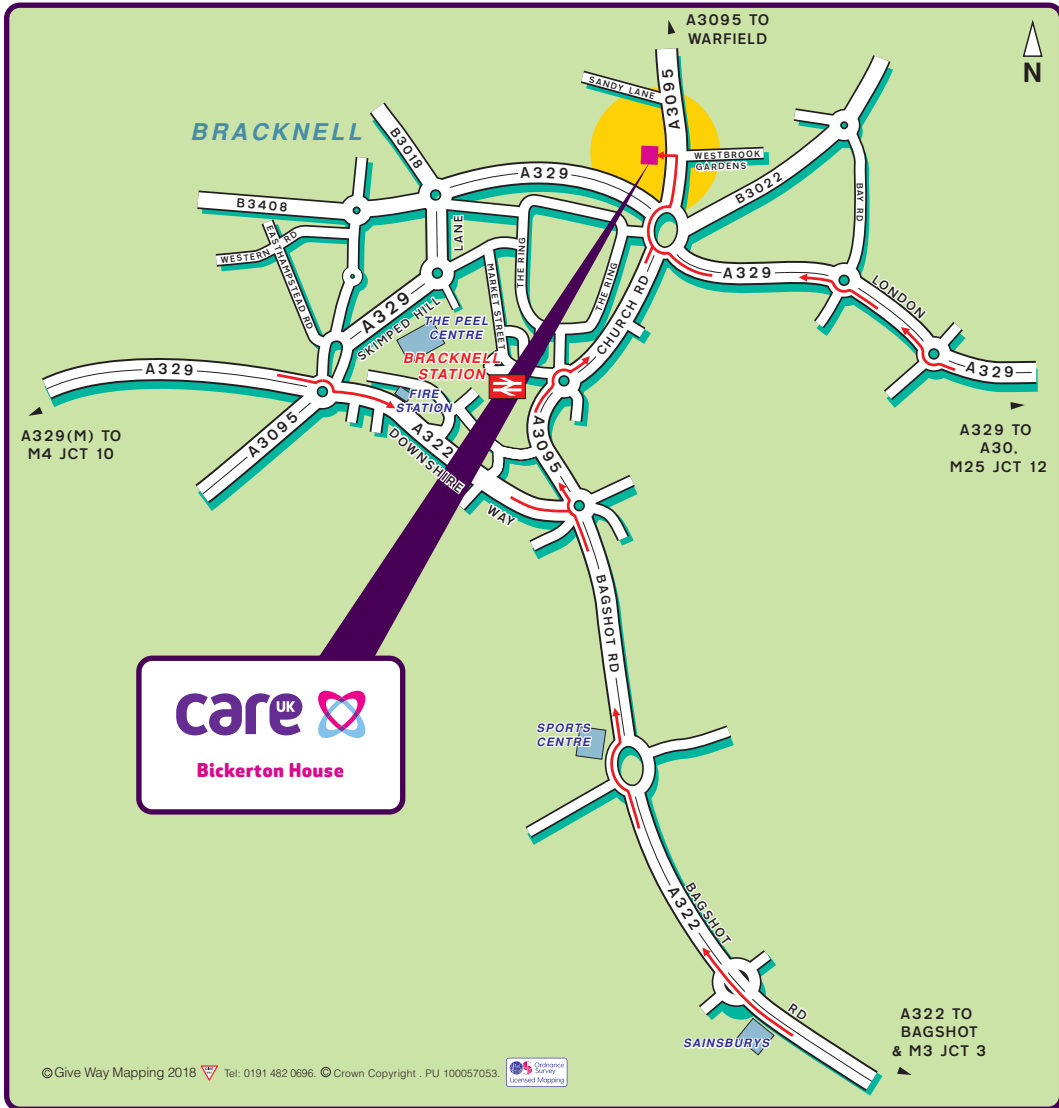 A3095 TO
WARFIELD
N
SANDY LANE
A3095
BRACKNELL
B3018
A329
WESTBROOK
GARDENS
B3022
BAY RD
B3408
WESTERN RD
EASTHAMPSTEAD RD
LANE
THE RING
THE RING
MARKET STREET
A329
SKIMPED HILL
THE PEEL
CENTRE
CHURCH RD
A329
LONDON
A329
BRACKNELL
STATION
A329
FIRE
STATION
A329(M) TO
M4 JCT 10
A3095
A322
DOWNSHIRE
WAY
A3095
A329 TO
A30,
M25 JCT 12
BAGSHOT RD
care UK
Bickerton House
SPORTS
CENTRE
A322
BAGSHOT
RD
SAINSBURYS
A322 TO
BAGSHOT
& M3 JCT 3
© Give Way Mapping 2018 Tel: 0191 482 0696. © Crown Copyright . PU 100057053.
Ordnance
Survey
Licensed Mapping